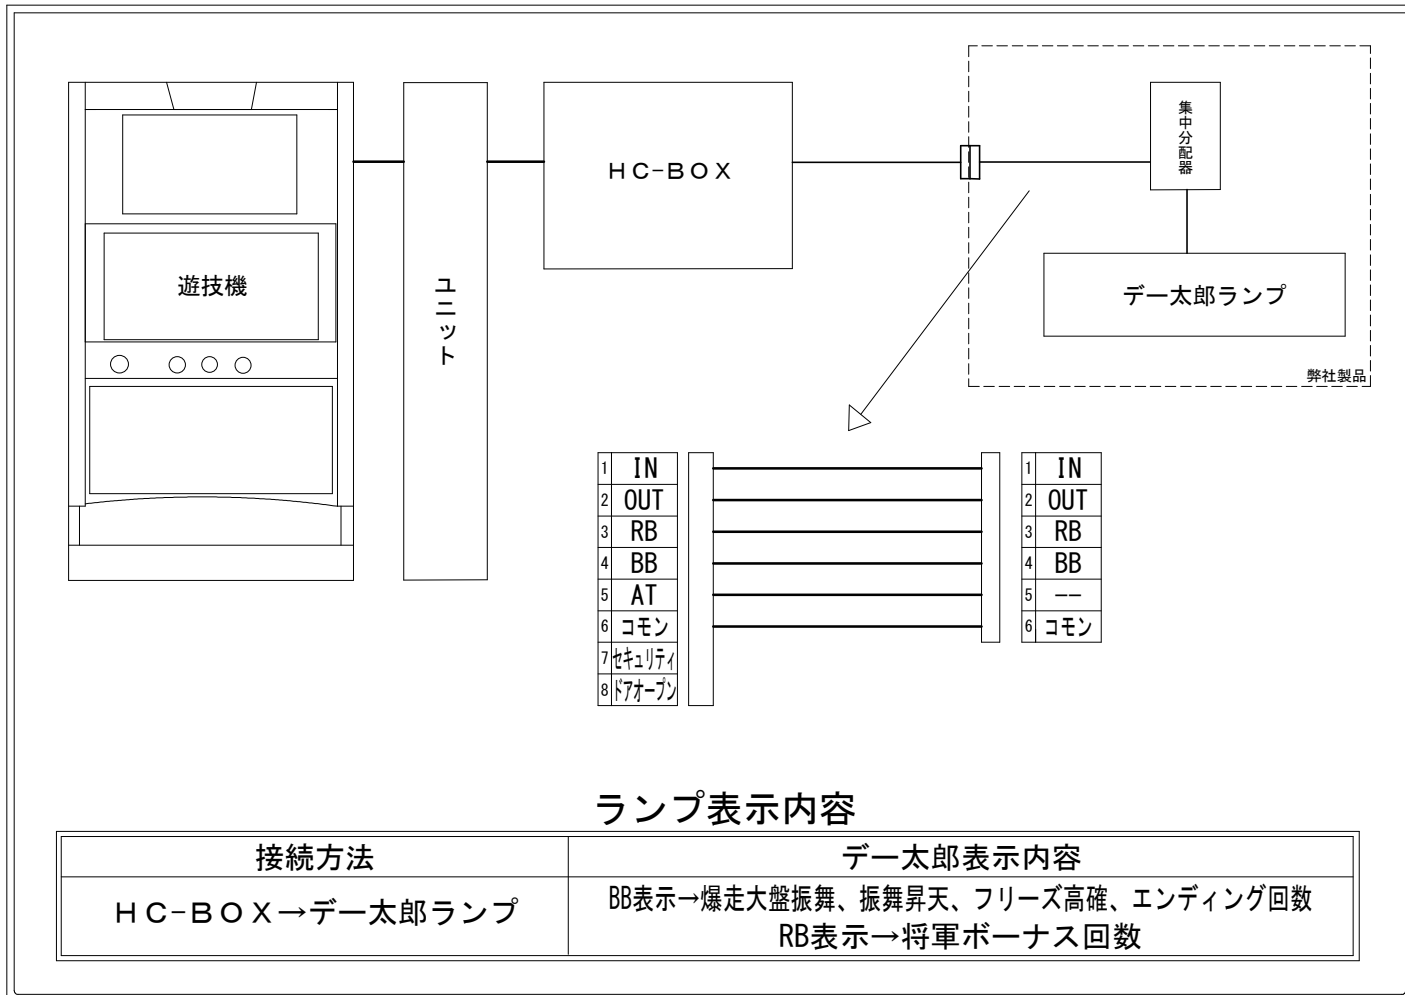 遊技機
ユニット
HC-BOX
集中分配器
デー太郎ランプ
弊社製品
1 IN
2 OUT
3 RB
4 BB
5 AT
6 コモン
7 セキュリティ
8 ドアオープン
1 IN
2 OUT
3 RB
4 BB
5 --
6 コモン
ランプ表示内容
接続方法
デー太郎表示内容
HC-BOX→デー太郎ランプ
BB表示→爆走大盤振舞、振舞昇天、フリーズ高確、エンディング回数
RB表示→将軍ボーナス回数